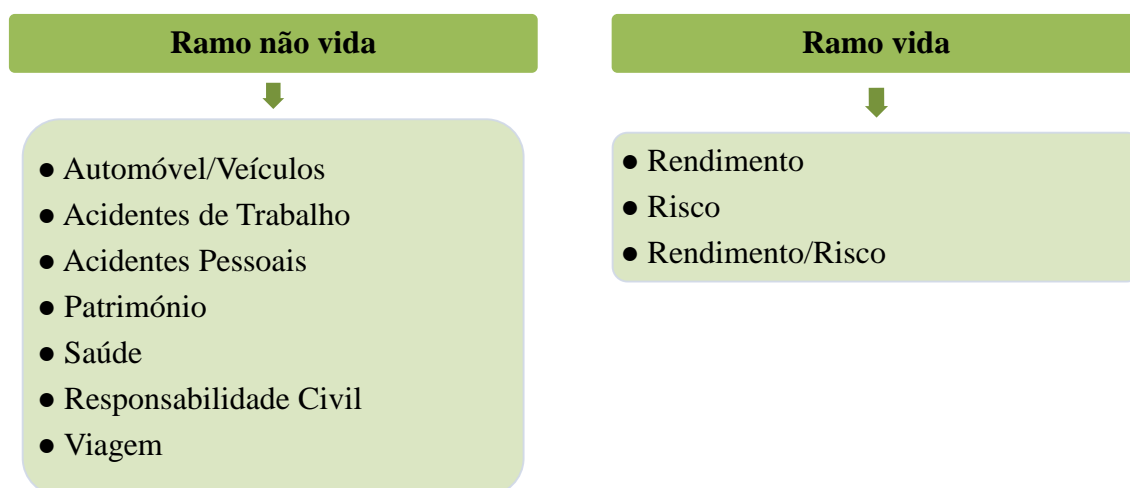 Ramo não vida
● Automóvel/Veículos
● Acidentes de Trabalho
● Acidentes Pessoais
● Património
● Saúde
● Responsabilidade Civil
● Viagem
Ramo vida
● Rendimento
● Risco
● Rendimento/Risco